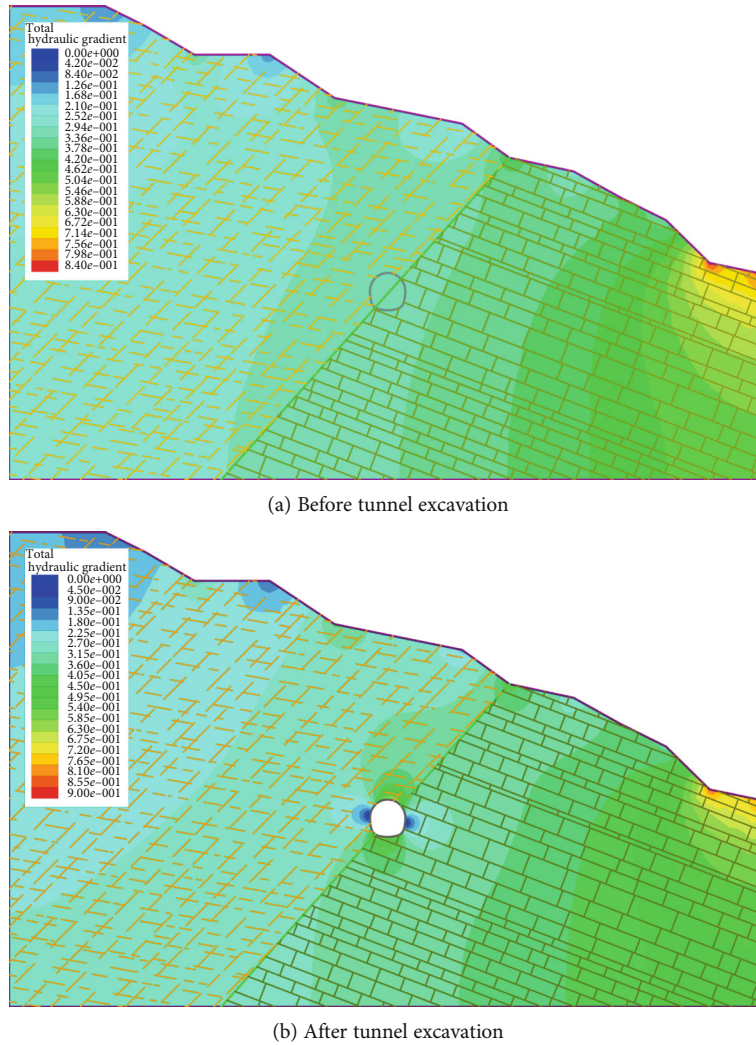 Total
hydraulic gradient
0.00e+000
4.20e–002
8.40e–002
1.26e–001
1.68e–001
2.10e–001
2.52e–001
2.94e–001
3.36e–001
3.78e–001
4.20e–001
4.62e–001
5.04e–001
5.46e–001
5.88e–001
6.30e–001
6.72e–001
7.14e–001
7.56e–001
7.98e–001
8.40e–001
(a) Before tunnel excavation
Total
hydraulic gradient
0.00e+000
4.50e–002
9.00e–002
1.35e–001
1.80e–001
2.25e–001
2.70e–001
3.15e–001
3.60e–001
4.05e–001
4.50e–001
4.95e–001
5.40e–001
5.85e–001
6.30e–001
6.75e–001
7.20e–001
7.65e–001
8.10e–001
8.55e–001
9.00e–001
(b) After tunnel excavation